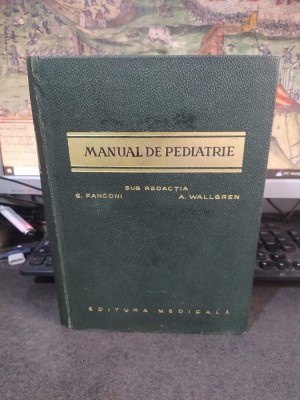 MANUAL DE PEDIATRIE
SUB REDACȚIA
G. FANCONI A. WALLGREN
EDITURA MEDICALĂ